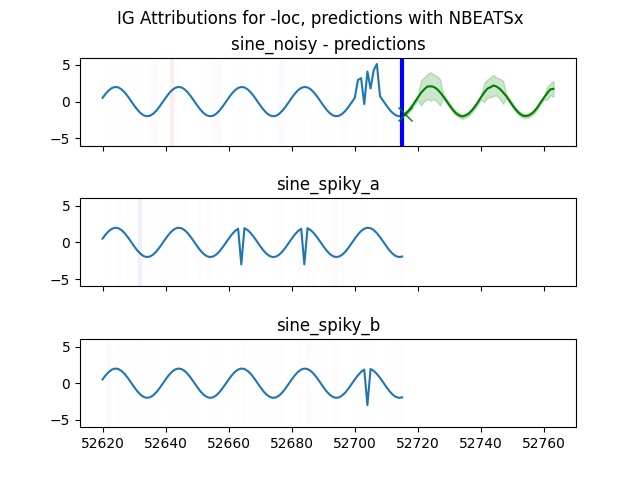 IG Attributions for -loc, predictions with NBEATSx
sine_noisy - predictions
5
0
−5
sine_spiky_a
5
0
−5
sine_spiky_b
5
0
−5
52620 52640 52660 52680 52700 52720 52740 52760